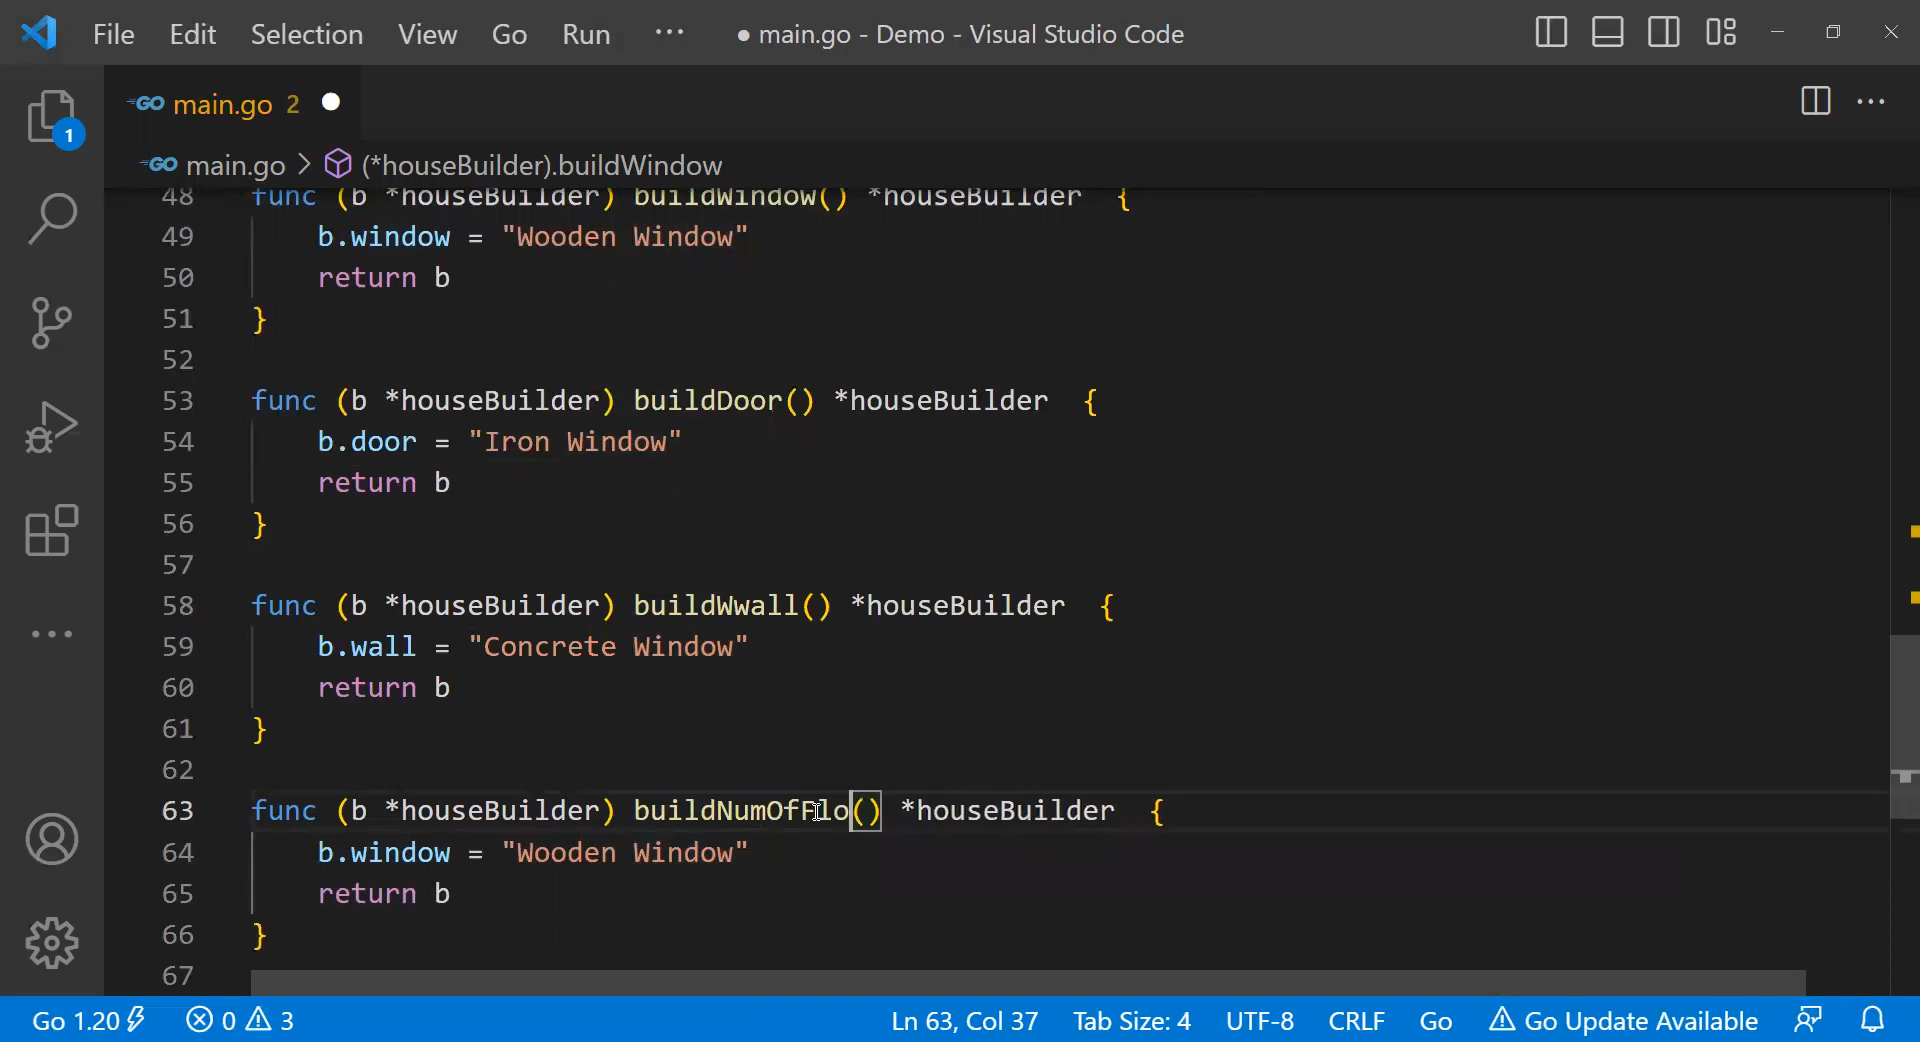 File Edit Selection View Go Run ··· ● main.go - Demo - Visual Studio Code
GO main.go 2 ●
1
GO main.go > (*houseBuilder).buildWindow
48 func (b *houseBuilder) buildWindow() *houseBuilder  {
49 b.window = "Wooden Window"
50 return b
51 }
52
53 func (b *houseBuilder) buildDoor() *houseBuilder  {
54 b.door = "Iron Window"
55 return b
56 }
57
58 func (b *houseBuilder) buildWwall() *houseBuilder  {
59 b.wall = "Concrete Window"
60 return b
61 }
62
63 func (b *houseBuilder) buildNumOfFlo() *houseBuilder  {
64 b.window = "Wooden Window"
65 return b
66 }
67
Go 1.20 0 3 Ln 63, Col 37 Tab Size: 4 UTF-8 CRLF Go Go Update Available